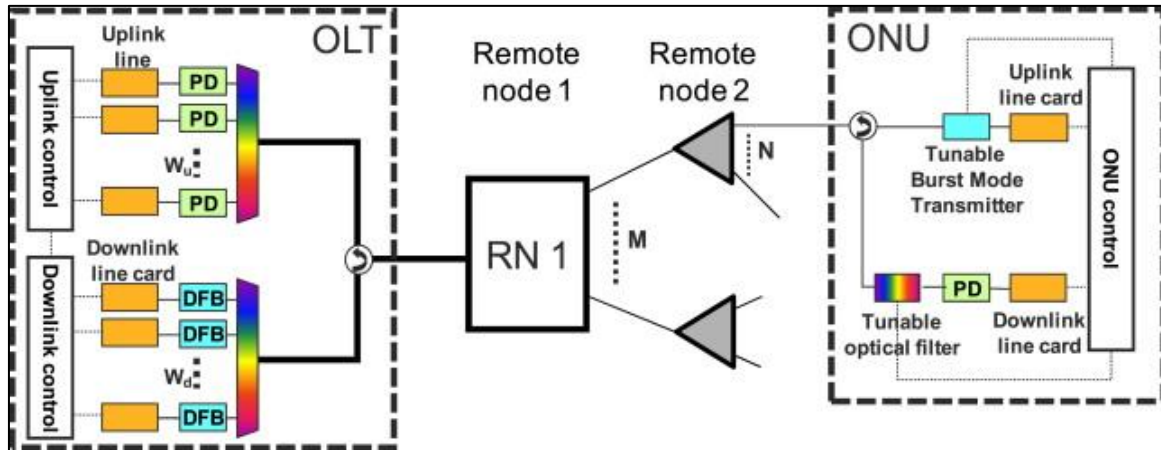 OLT
Uplink
line
Uplink control
PD
PD
Wu
PD
Downlink control
Downlink
line card
DFB
DFB
Wd
DFB
Remote
node 1
Remote
node 2
RN 1
M
N
ONU
Uplink
line card
Tunable
Burst Mode
Transmitter
ONU control
PD
Tunable
optical filter
Downlink
line card